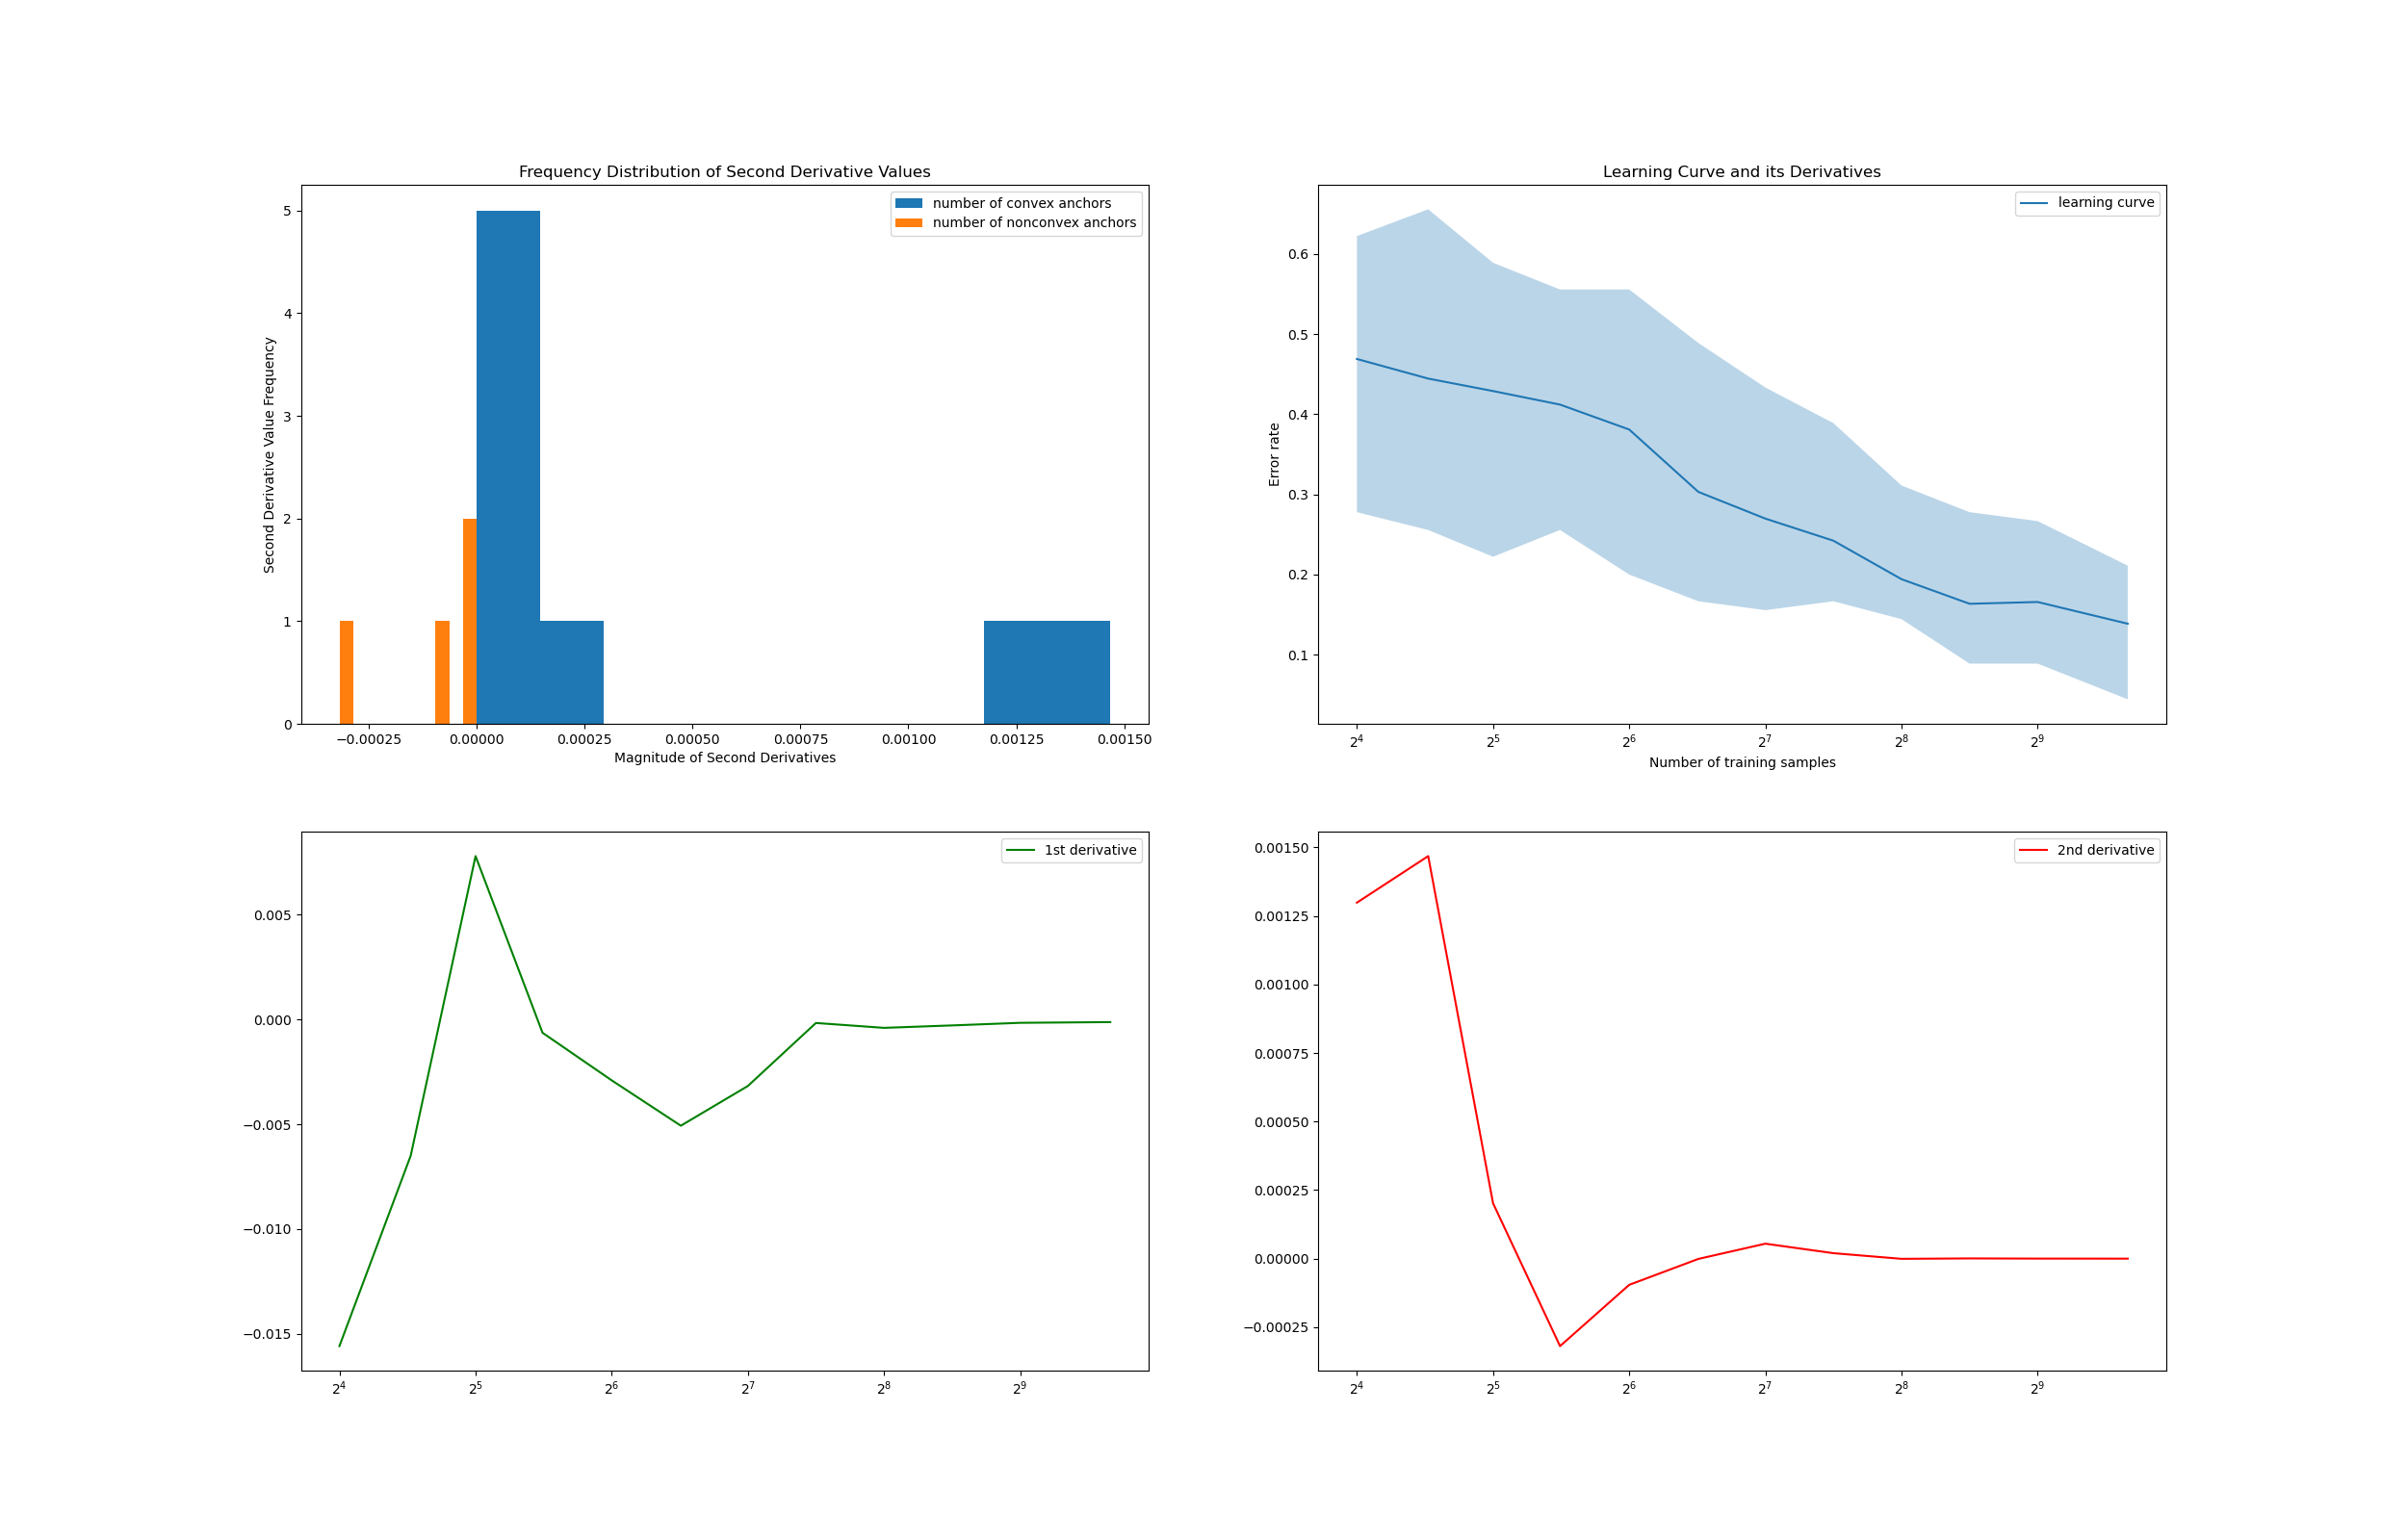 Frequency Distribution of Second Derivative Values
number of convex anchors
number of nonconvex anchors
Second Derivative Value Frequency
5
4
3
2
1
0
−0.00025 0.00000 0.00025 0.00050 0.00075 0.00100 0.00125 0.00150
Magnitude of Second Derivatives
Learning Curve and its Derivatives
learning curve
Error rate
0.6
0.5
0.4
0.3
0.2
0.1
2⁴ 2⁵ 2⁶ 2⁷ 2⁸ 2⁹
Number of training samples
1st derivative
0.005
0.000
−0.005
−0.010
−0.015
2⁴ 2⁵ 2⁶ 2⁷ 2⁸ 2⁹
2nd derivative
0.00150
0.00125
0.00100
0.00075
0.00050
0.00025
0.00000
−0.00025
2⁴ 2⁵ 2⁶ 2⁷ 2⁸ 2⁹